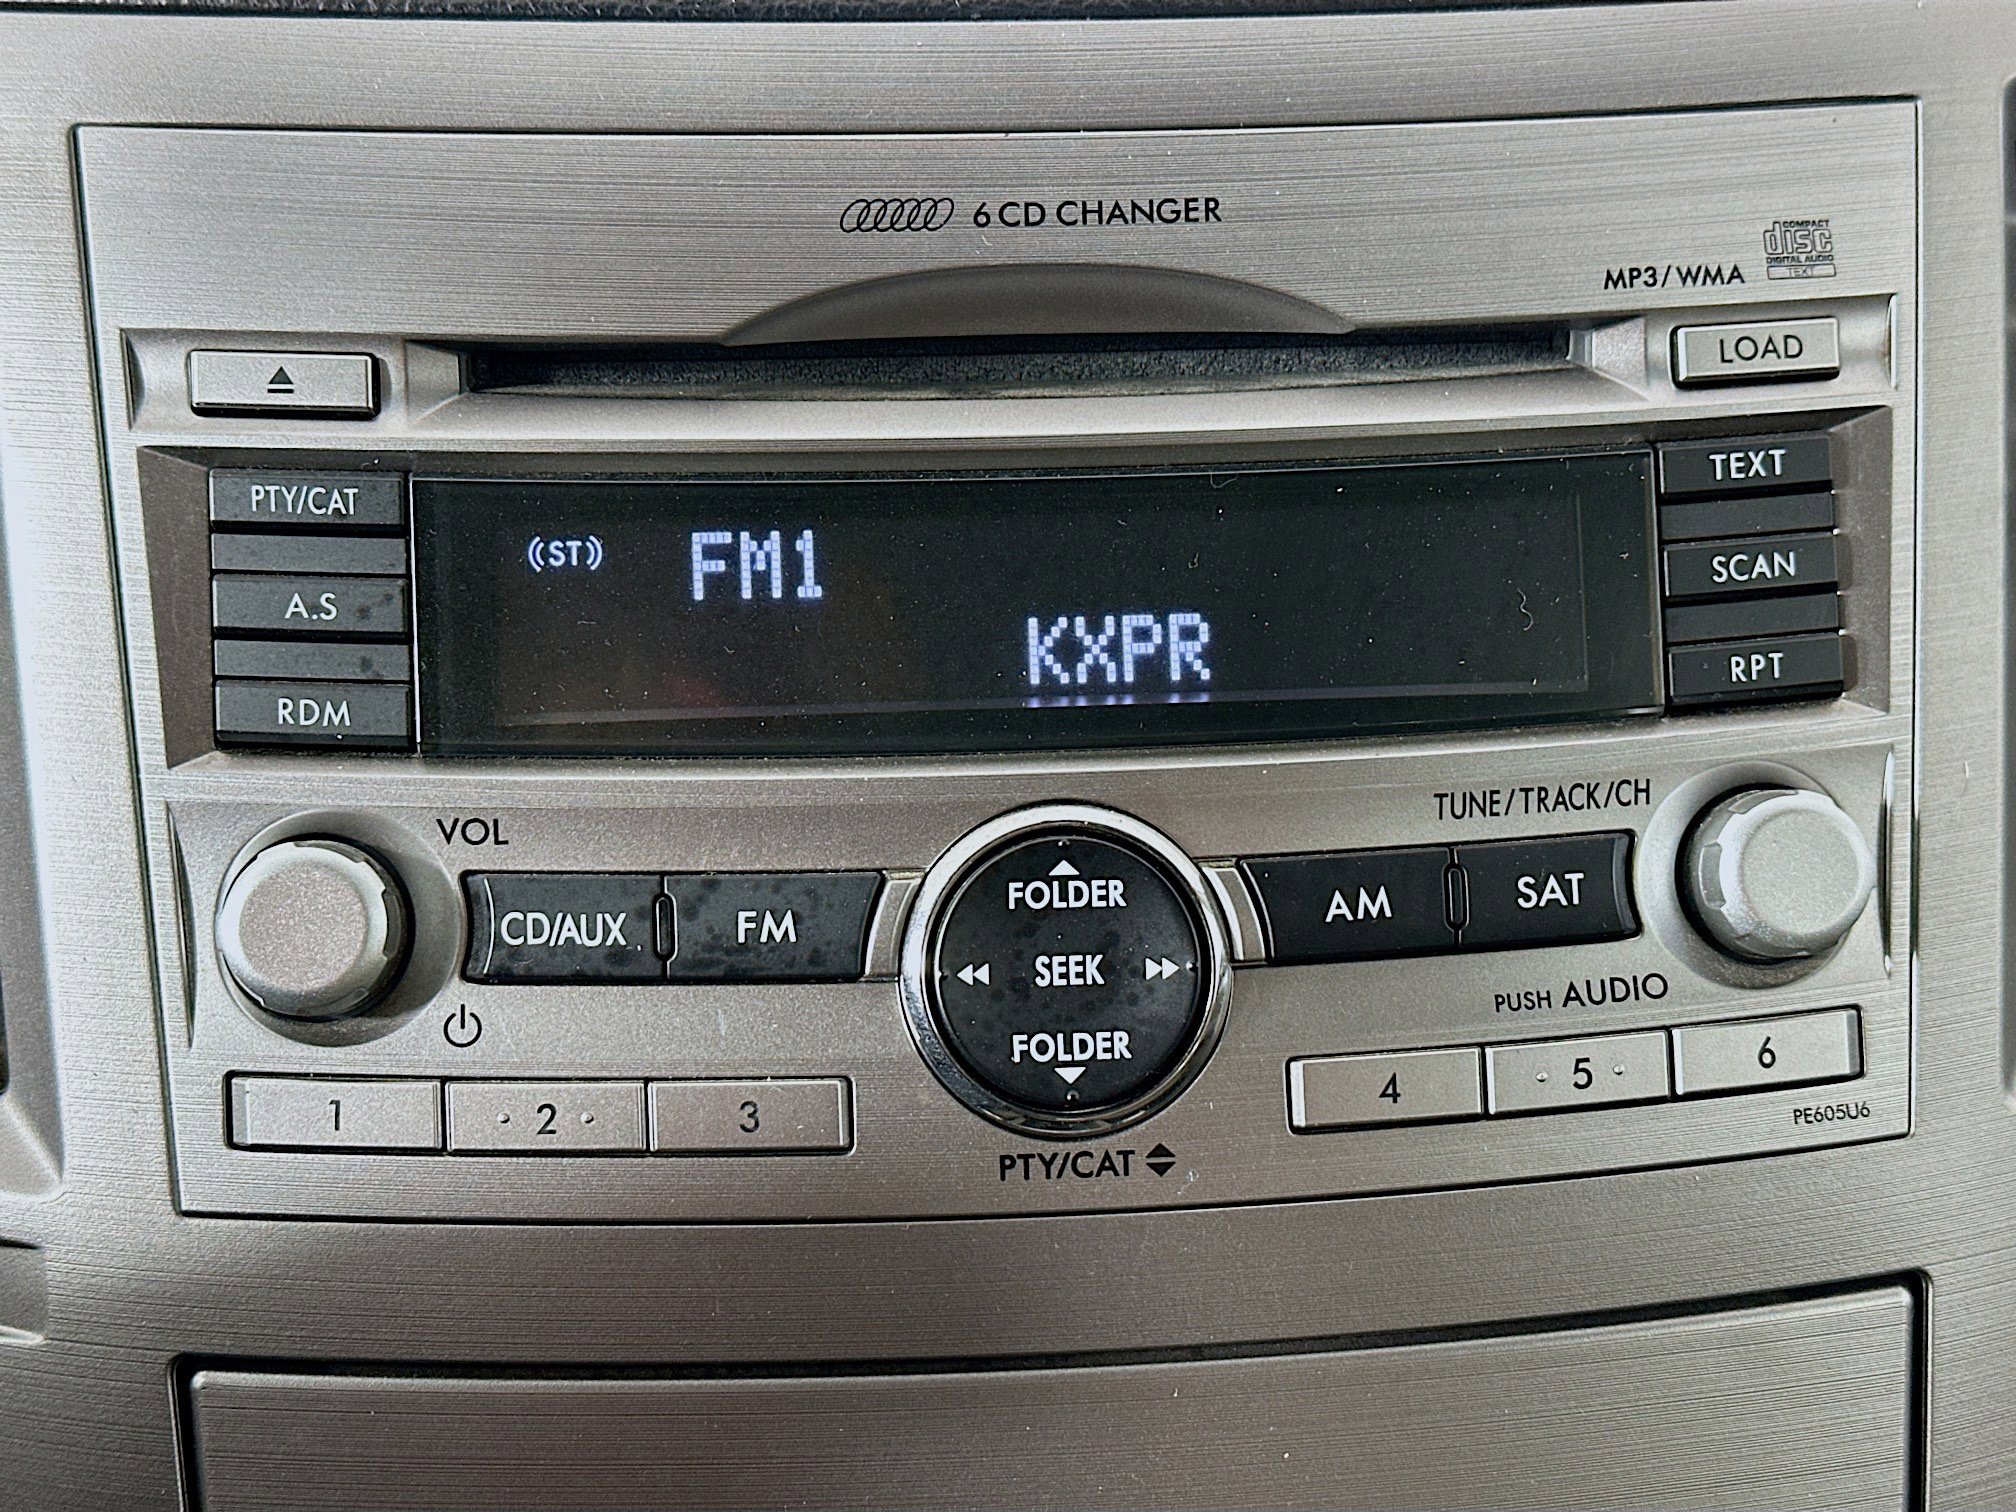 6 CD CHANGER
COMPACT
disc
DIGITAL AUDIO
TEXT
MP3/WMA
LOAD
PTY/CAT
A.S
RDM
((ST))
FM1
KXPR
TEXT
SCAN
RPT
VOL
TUNE/TRACK/CH
CD/AUX
FM
FOLDER
SEEK
FOLDER
AM
SAT
PUSH AUDIO
1
2
3
4
5
6
PE605U6
PTY/CAT